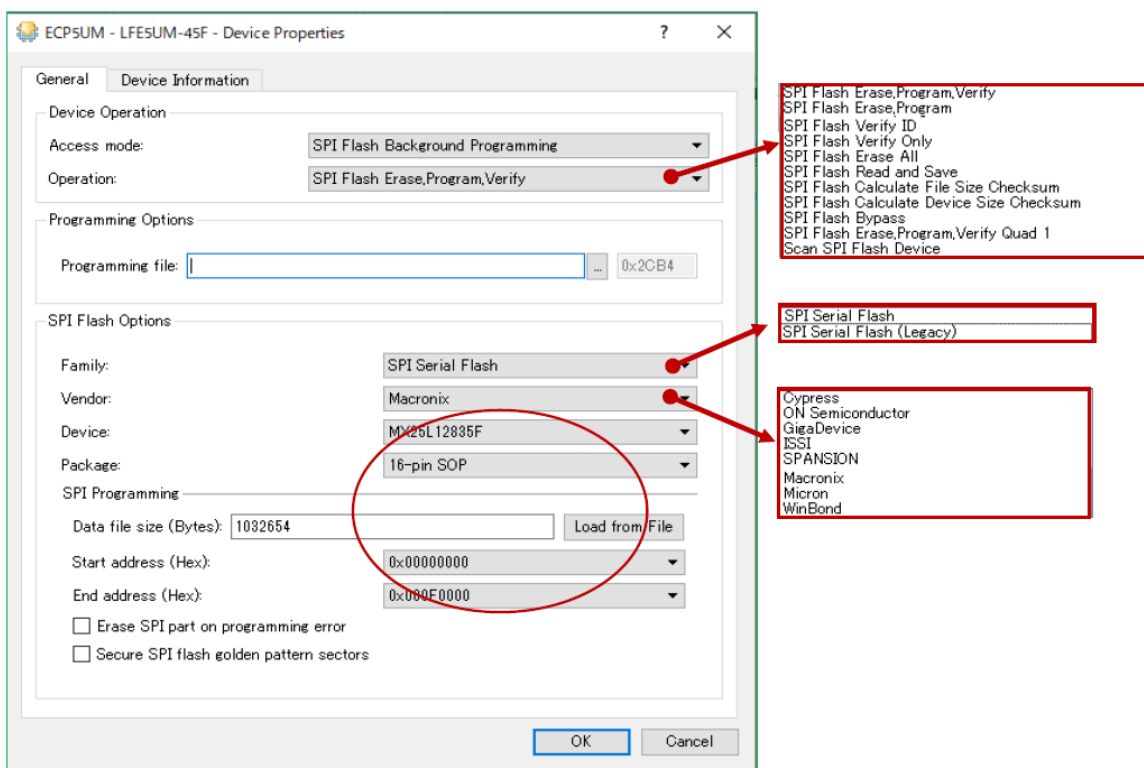 ECP5UM - LFE5UM-45F - Device Properties
?
General
Device Information
Device Operation
Access mode:
SPI Flash Background Programming
Operation:
SPI Flash Erase,Program,Verify
Programming Options
Programming file:
...
0x2CB4
SPI Flash Options
Family:
SPI Serial Flash
Vendor:
Macronix
Device:
MX25L12835F
Package:
16-pin SOP
SPI Programming
Data file size (Bytes):
1032654
Load from File
Start address (Hex):
0x00000000
End address (Hex):
0x000F0000
Erase SPI part on programming error
Secure SPI flash golden pattern sectors
OK
Cancel
SPI Flash Erase,Program,Verify
SPI Flash Erase,Program
SPI Flash Verify ID
SPI Flash Verify Only
SPI Flash Erase All
SPI Flash Read and Save
SPI Flash Calculate File Size Checksum
SPI Flash Calculate Device Size Checksum
SPI Flash Bypass
SPI Flash Erase,Program,Verify Quad 1
Scan SPI Flash Device
SPI Serial Flash
SPI Serial Flash (Legacy)
Cypress
ON Semiconductor
GigaDevice
ISSI
SPANSION
Macronix
Micron
WinBond